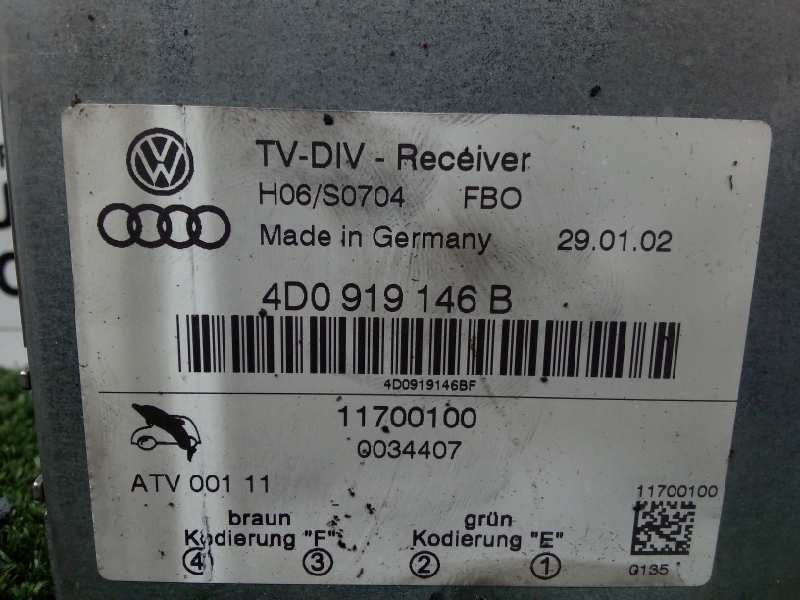 TV-DIV - Receiver
H06/S0704 FBO
Made in Germany 29.01.02
4D0 919 146 B
4D0919146BF
11700100
Q034407
ATV 001 11
11700100
braun grün
Kodierung "F" Kodierung "E"
④ ③ ② ①
Q135